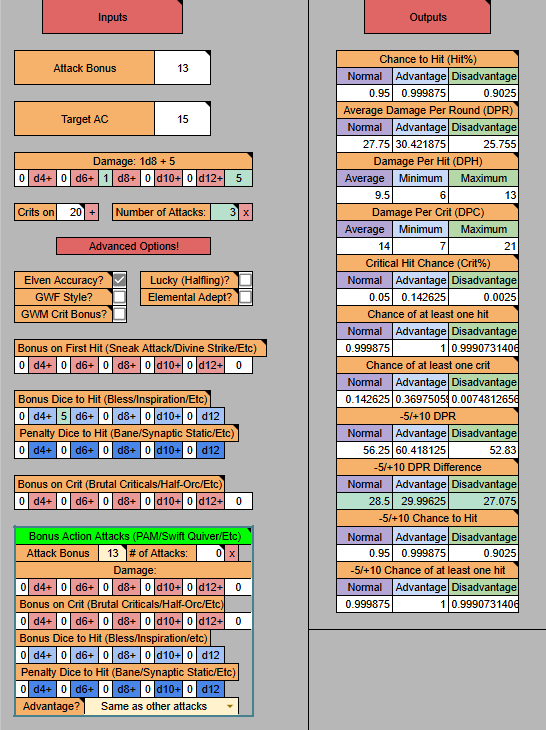 Inputs
Attack Bonus 13
Target AC 15
Damage: 1d8 + 5
0 d4+ 0 d6+ 1 d8+ 0 d10+ 0 d12+ 5
Crits on 20 + Number of Attacks: 3 x
Advanced Options!
Elven Accuracy? Lucky (Halfling)?
GWF Style? Elemental Adept?
GWM Crit Bonus?
Bonus on First Hit (Sneak Attack/Divine Strike/Etc)
0 d4+ 0 d6+ 0 d8+ 0 d10+ 0 d12+ 0
Bonus Dice to Hit (Bless/Inspiration/Etc)
0 d4+ 5 d6+ 0 d8+ 0 d10+ 0 d12
Penalty Dice to Hit (Bane/Synaptic Static/Etc)
0 d4+ 0 d6+ 0 d8+ 0 d10+ 0 d12
Bonus on Crit (Brutal Criticals/Half-Orc/Etc)
0 d4+ 0 d6+ 0 d8+ 0 d10+ 0 d12+ 0
Bonus Action Attacks (PAM/Swift Quiver/Etc)
Attack Bonus 13 # of Attacks: 0 x
Damage:
0 d4+ 0 d6+ 0 d8+ 0 d10+ 0 d12+ 0
Bonus on Crit (Brutal Criticals/Half-Orc/Etc)
0 d4+ 0 d6+ 0 d8+ 0 d10+ 0 d12+ 0
Bonus Dice to Hit (Bless/Inspiration/etc)
0 d4+ 0 d6+ 0 d8+ 0 d10+ 0 d12
Penalty Dice to Hit (Bane/Synaptic Static/Etc)
0 d4+ 0 d6+ 0 d8+ 0 d10+ 0 d12
Advantage? Same as other attacks
Outputs
Chance to Hit (Hit%)
Normal Advantage Disadvantage
0.95 0.999875 0.9025
Average Damage Per Round (DPR)
Normal Advantage Disadvantage
27.75 30.421875 25.755
Damage Per Hit (DPH)
Average Minimum Maximum
9.5 6 13
Damage Per Crit (DPC)
Average Minimum Maximum
14 7 21
Critical Hit Chance (Crit%)
Normal Advantage Disadvantage
0.05 0.142625 0.0025
Chance of at least one hit
Normal Advantage Disadvantage
0.999875 1 0.9990731406
Chance of at least one crit
Normal Advantage Disadvantage
0.142625 0.36975059 0.0074812656
-5/+10 DPR
Normal Advantage Disadvantage
56.25 60.418125 52.83
-5/+10 DPR Difference
Normal Advantage Disadvantage
28.5 29.99625 27.075
-5/+10 Chance to Hit
Normal Advantage Disadvantage
0.95 0.999875 0.9025
-5/+10 Chance of at least one hit
Normal Advantage Disadvantage
0.999875 1 0.9990731406